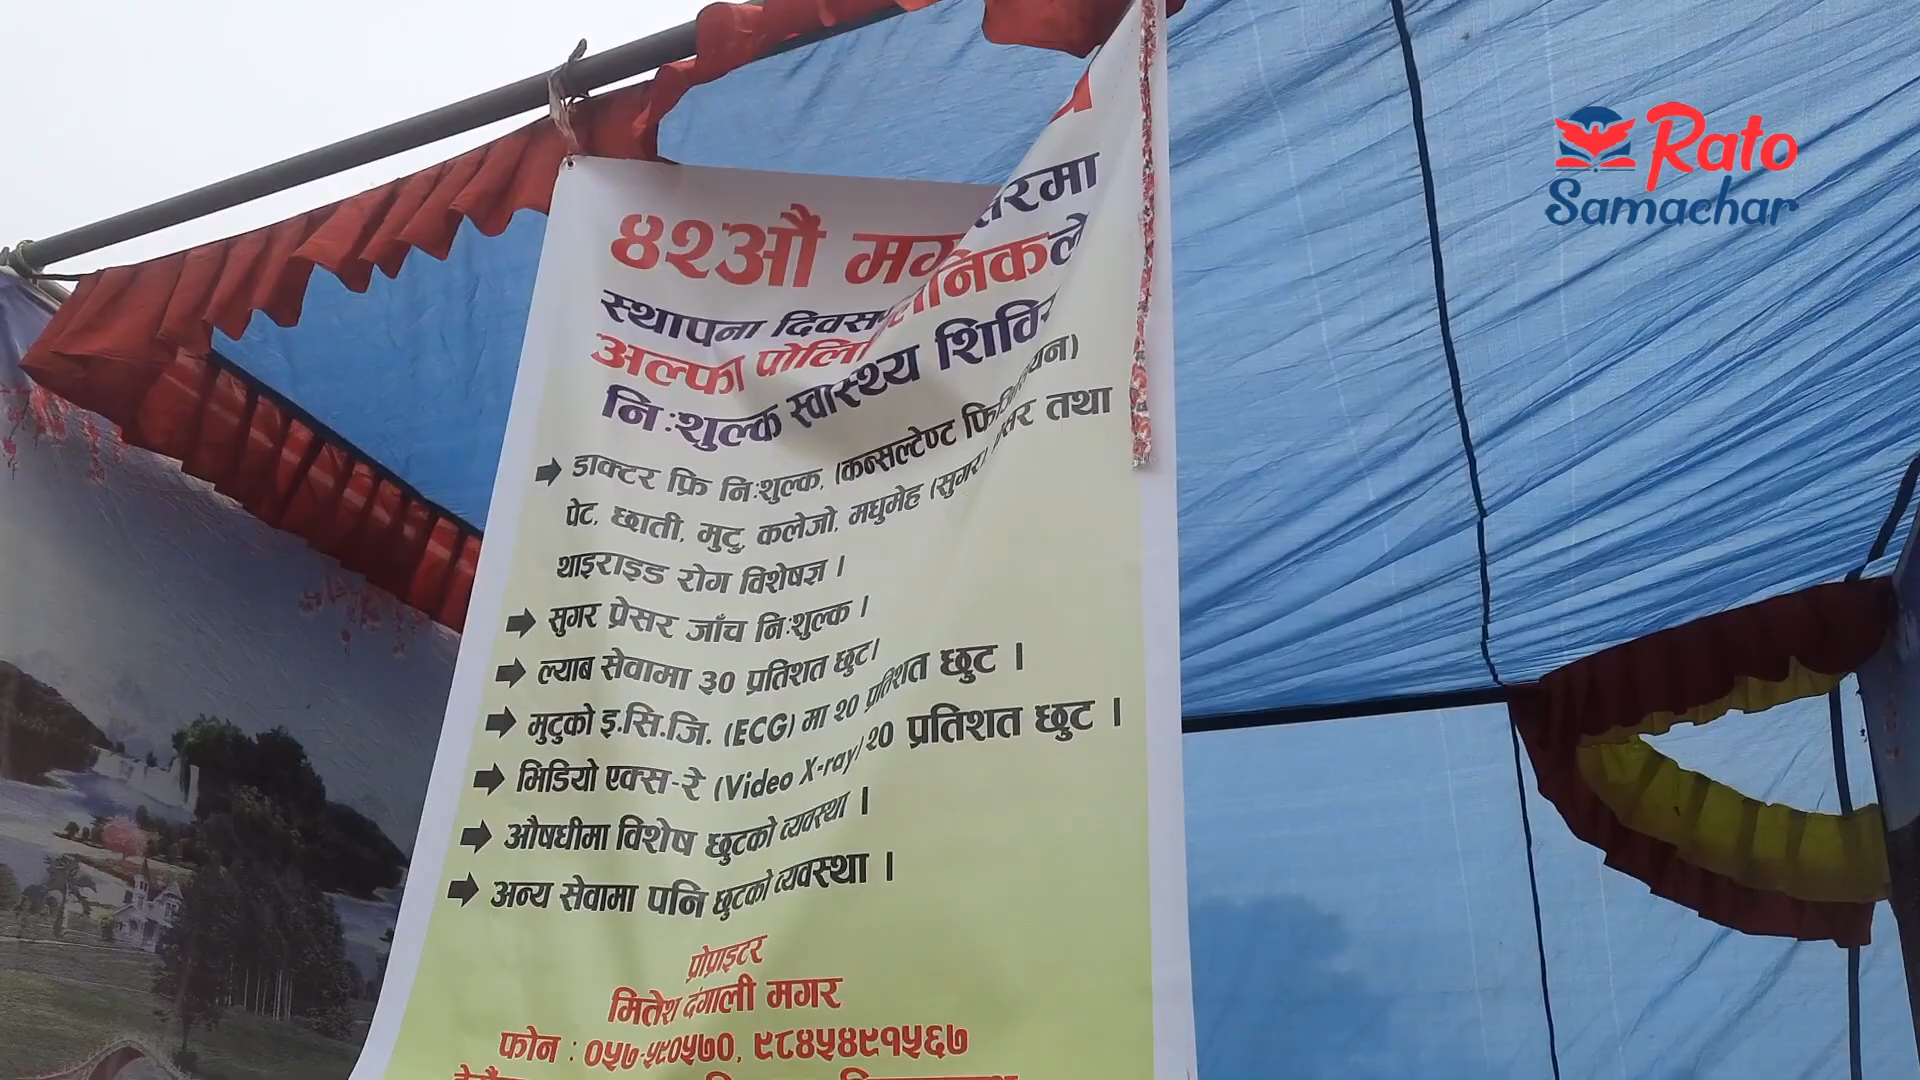 Rato
Samachar
४२औं
स्थापना दिवस
अल्फा
निःशुल्क स्वास्थ्य
डाक्टर फ्रि निःशुल्क, (कन्सल्टेण्ट
पेट, छाती, मुटु, कलेजो, मधुमेह (सुगर) तथा
थाइराइड रोग विशेषज्ञ ।
सुगर प्रेसर जाँच निःशुल्क ।
ल्याब सेवामा ३० प्रतिशत छुट।
मुटुको इ.सि.जि. (ECG) मा २० प्रतिशत छुट ।
भिडियो एक्स-रे (Video X-ray) २० प्रतिशत छुट ।
औषधीमा विशेष छुटको व्यवस्था ।
अन्य सेवामा पनि छुटको व्यवस्था ।
प्रोप्राइटर
मितेश दंगाली मगर
फोन : ०५७-५९०५७०, ९८४५४९१५६७